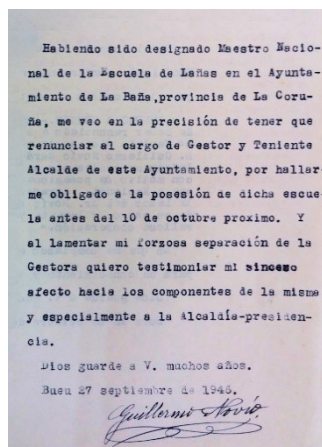 Habiendo sido designado Maestro Nacio-
nal de la Escuela de Lañas en el Ayunta-
miento de La Baña,provincia de La Coru-
ña, me veo en la precisión de tener que
renunciar al cargo de Gestor y Teniente
Alcalde de este Ayuntamiento, por hallar
me obligado a la posesión de dicha escue
la antes del 10 de octubre proximo. Y
al lamentar mi forzosa separación de la
Gestora quiero testimoniar mi sincero
afecto hacia los componentes de la misma
y especialmente a la Alcaldía-presiden-
cia.
Dios guarde a V. muchos años.
Bueu 27 septiembre de
Guillermo Novío.